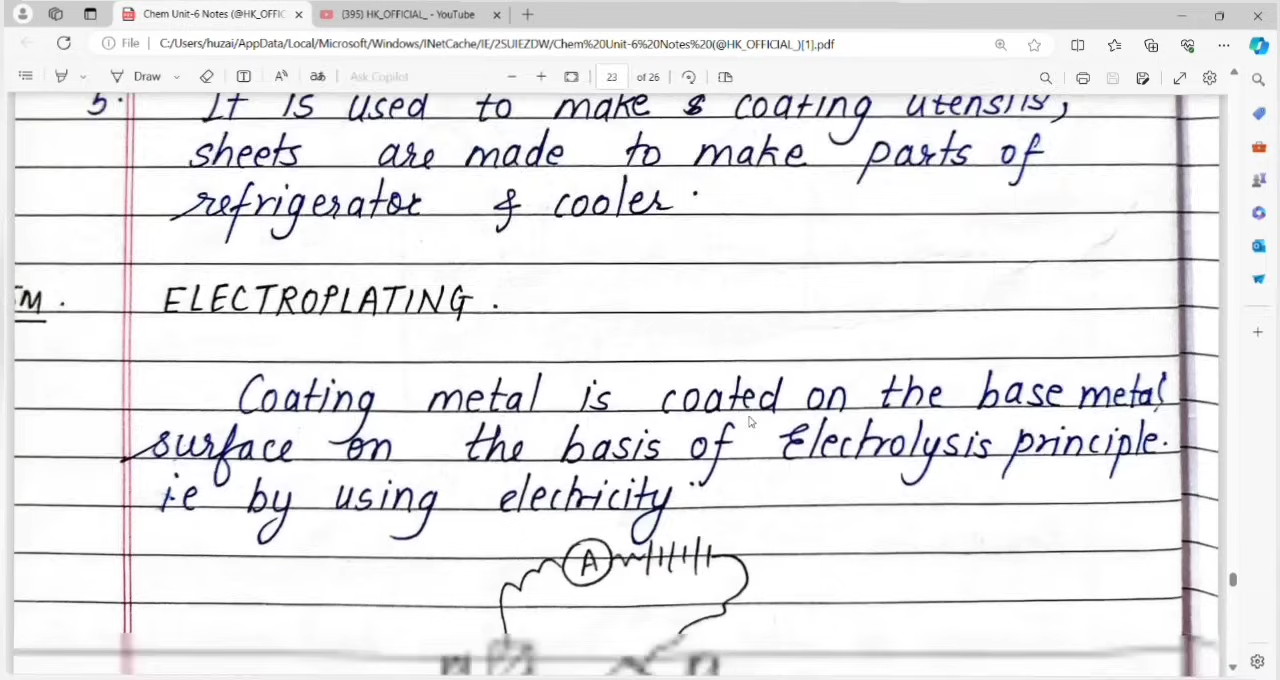 Chem Unit-6 Notes (@HK_OFFIC
(395) HK_OFFICIAL_ - YouTube
File
C:/Users/huzai/AppData/Local/Microsoft/Windows/INetCache/IE/2SUIEZDW/Chem%20Unit-6%20Notes%20(@HK_OFFICIAL_)[1].pdf
Draw
Ask Copilot
23 of 26
5. It is used to make & coating utensils,
sheets are made to make parts of
refrigerator & cooler.
IM. ELECTROPLATING.
Coating metal is coated on the base metal
surface on the basis of Electrolysis principle.
i.e by using electricity.
A